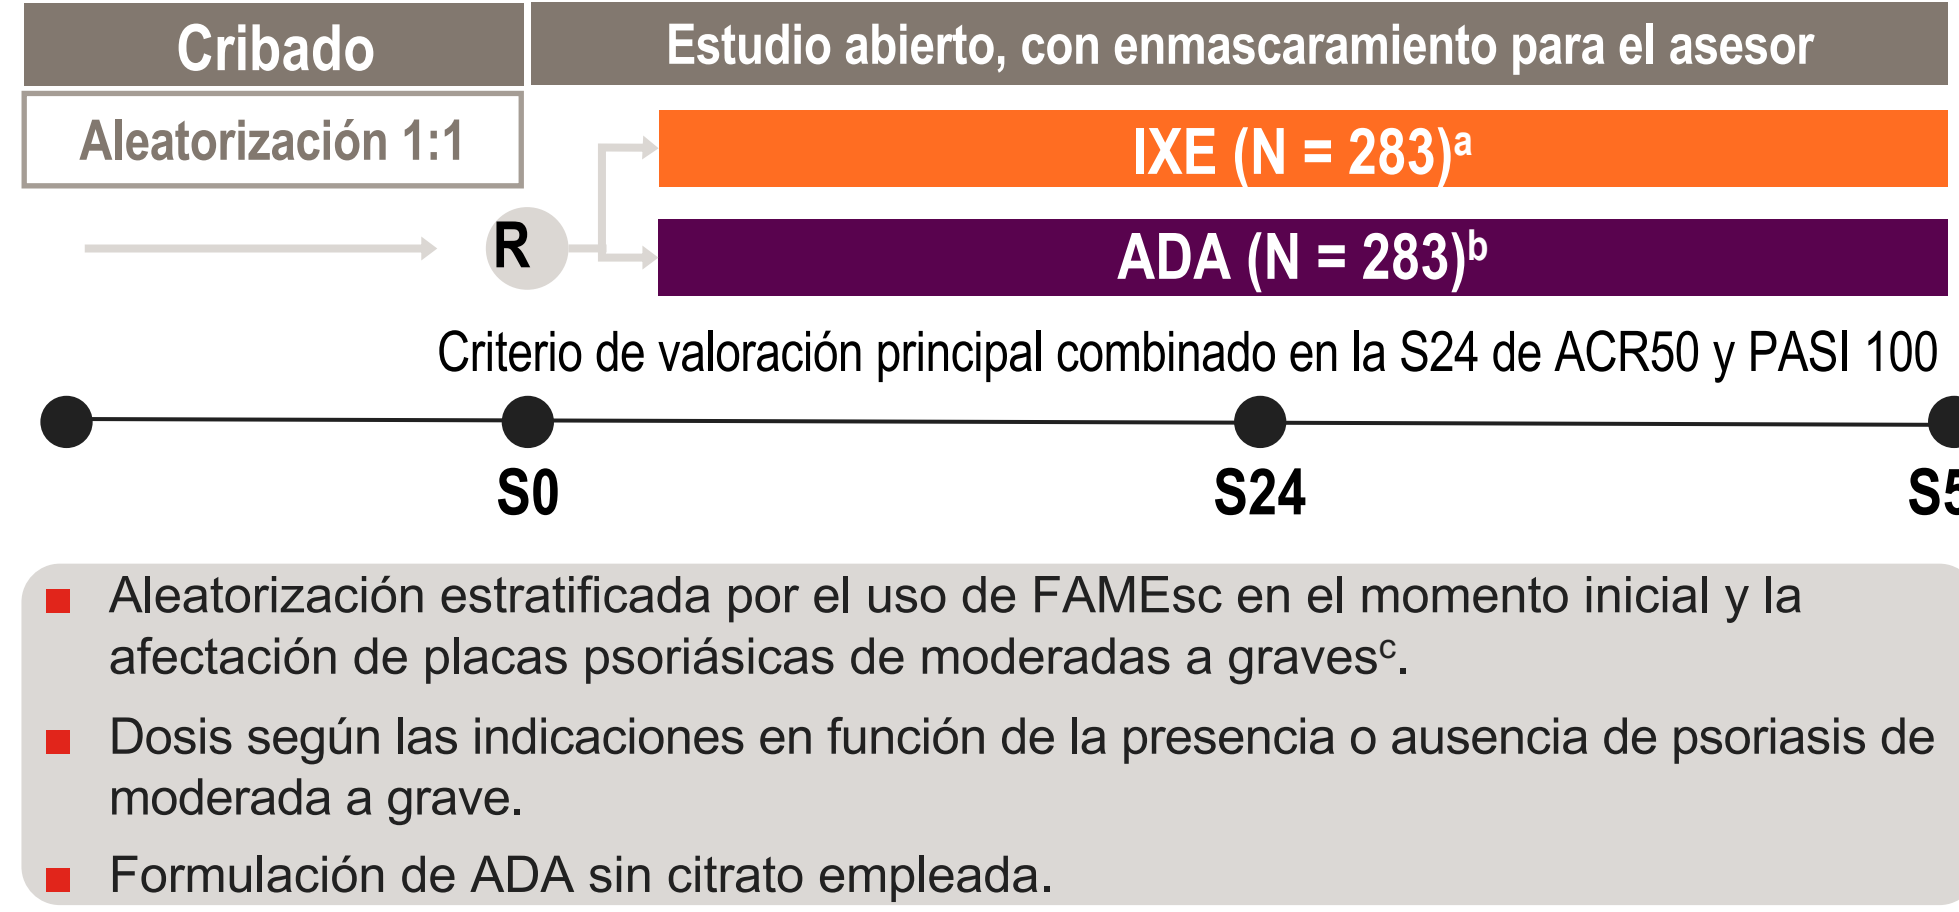 Cribado
Estudio abierto, con enmascaramiento para el asesor
Aleatorización 1:1
IXE (N = 283)ᵃ
R
ADA (N = 283)ᵇ
Criterio de valoración principal combinado en la S24 de ACR50 y PASI 100
S0
S24
S5
Aleatorización estratificada por el uso de FAMEsc en el momento inicial y la
afectación de placas psoriásicas de moderadas a gravesᶜ.
Dosis según las indicaciones en función de la presencia o ausencia de psoriasis de
moderada a grave.
Formulación de ADA sin citrato empleada.